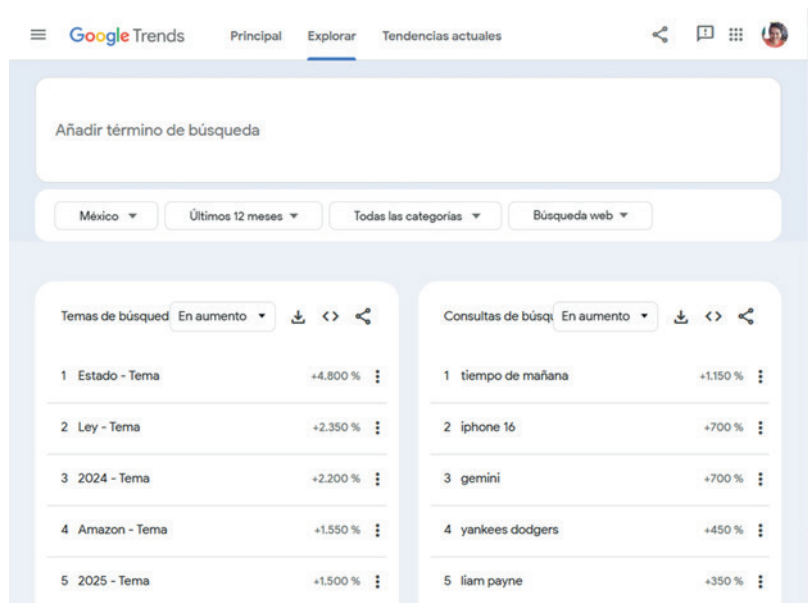 Google Trends Principal Explorar Tendencias actuales
Añadir término de búsqueda
México Últimos 12 meses Todas las categorías Búsqueda web
Temas de búsqued En aumento
1 Estado - Tema +4.800 %
2 Ley - Tema +2.350 %
3 2024 - Tema +2.200 %
4 Amazon - Tema +1.550 %
5 2025 - Tema +1.500 %
Consultas de búsqu En aumento
1 tiempo de mañana +1.150 %
2 iphone 16 +700 %
3 gemini +700 %
4 yankees dodgers +450 %
5 liam payne +350 %